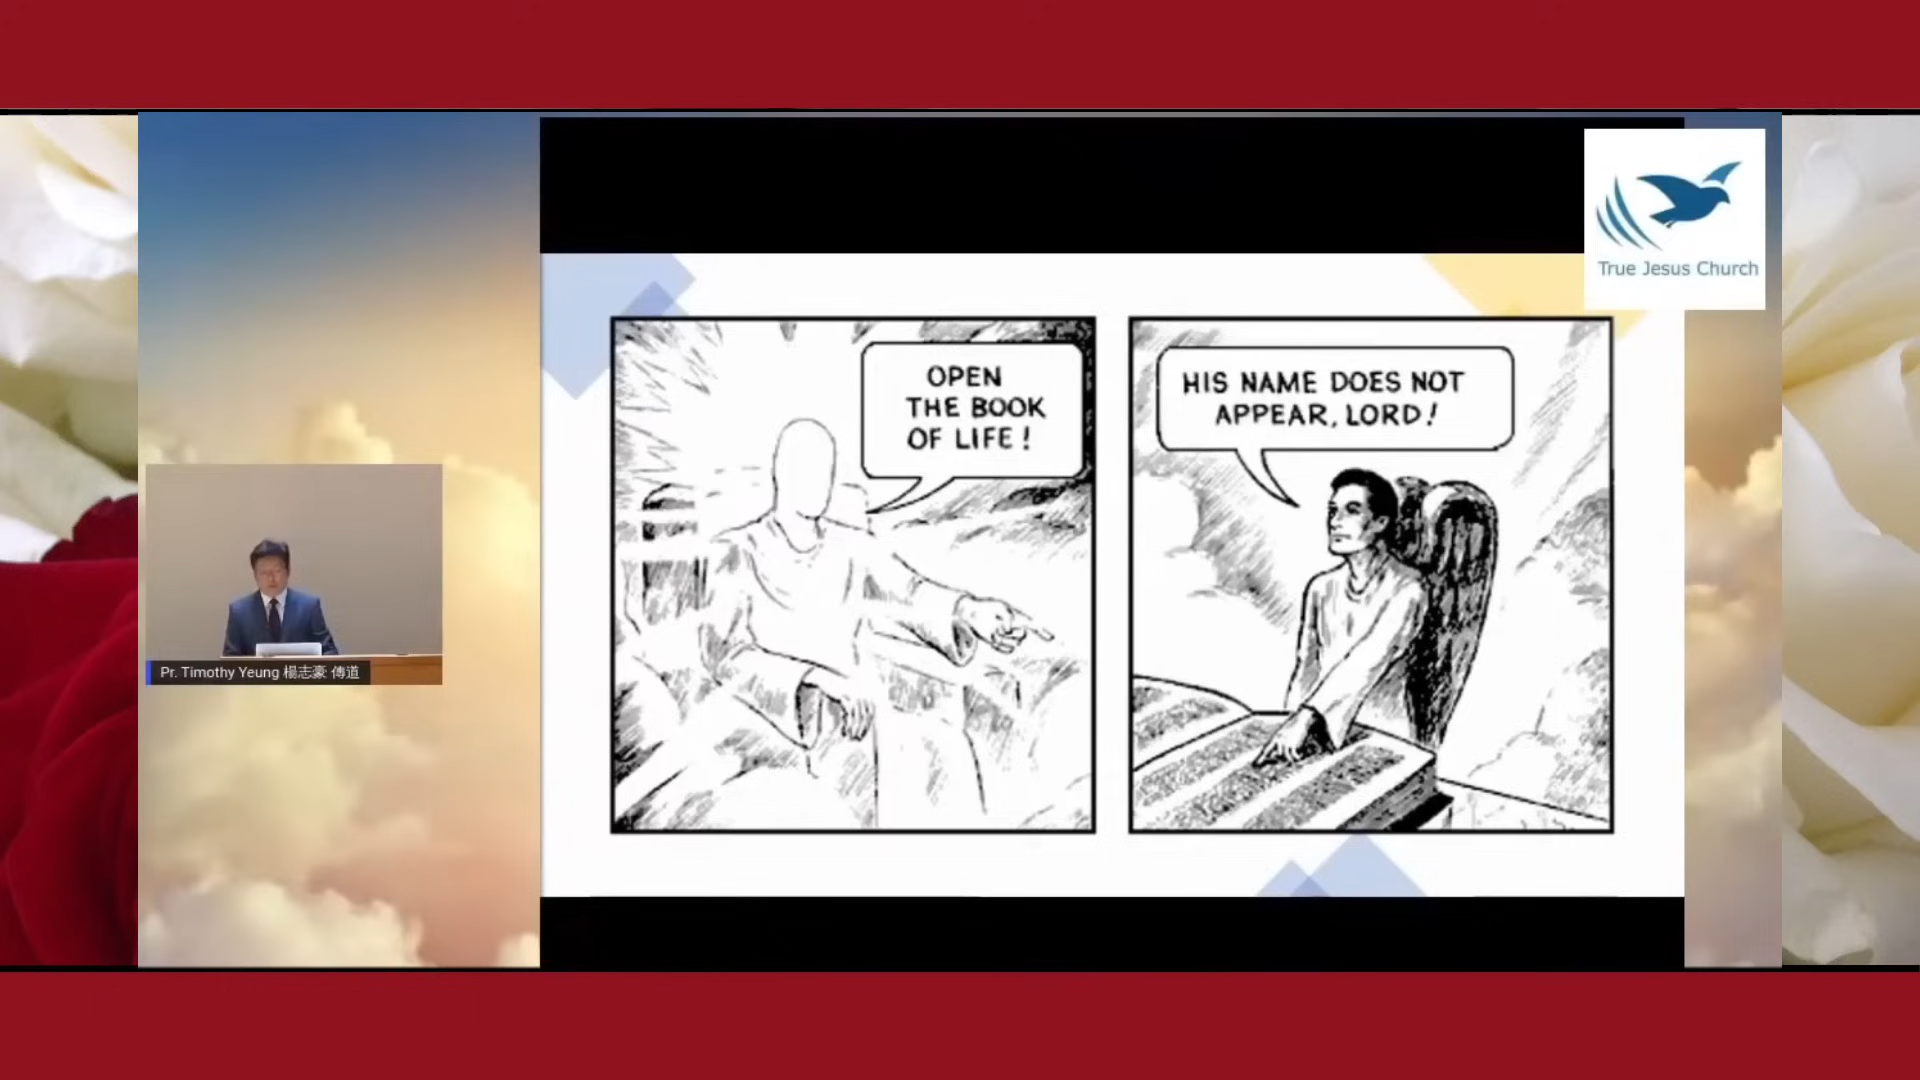 True Jesus Church
OPEN
THE BOOK
OF LIFE!
HIS NAME DOES NOT
APPEAR, LORD!
Pr. Timothy Yeung 楊志豪 傳道